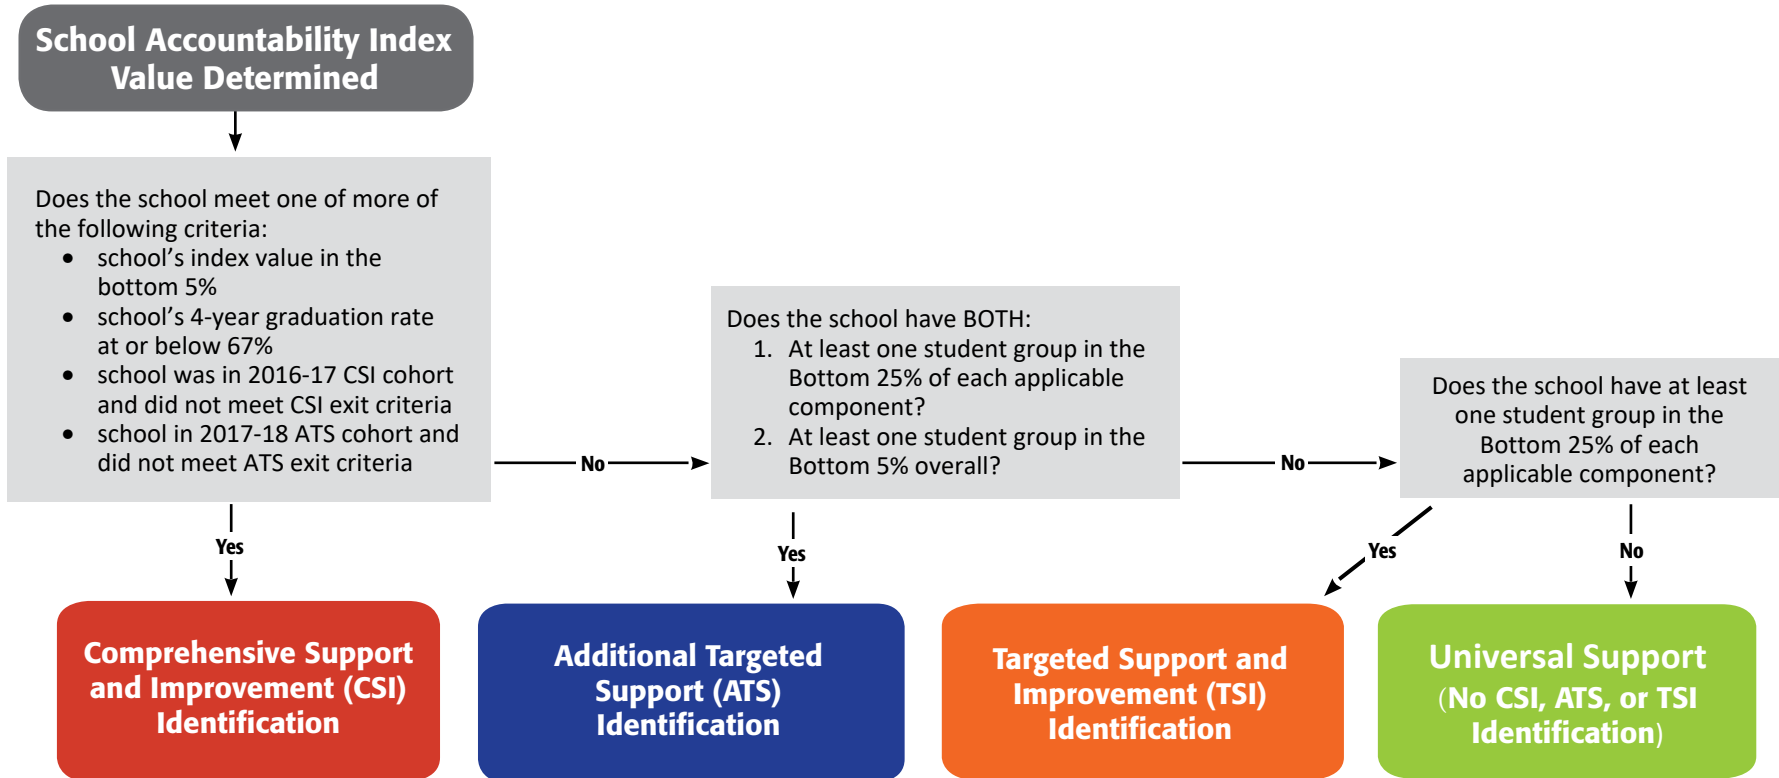 School Accountability Index
Value Determined
Does the school meet one of more of
the following criteria:
• school’s index value in the
bottom 5%
• school’s 4-year graduation rate
at or below 67%
• school was in 2016-17 CSI cohort
and did not meet CSI exit criteria
• school in 2017-18 ATS cohort and
did not meet ATS exit criteria
No
Does the school have BOTH:
1. At least one student group in the
Bottom 25% of each applicable
component?
2. At least one student group in the
Bottom 5% overall?
No
Does the school have at least
one student group in the
Bottom 25% of each
applicable component?
Yes
Yes
Yes
No
Comprehensive Support
and Improvement (CSI)
Identification
Additional Targeted
Support (ATS)
Identification
Targeted Support and
Improvement (TSI)
Identification
Universal Support
(No CSI, ATS, or TSI
Identification)